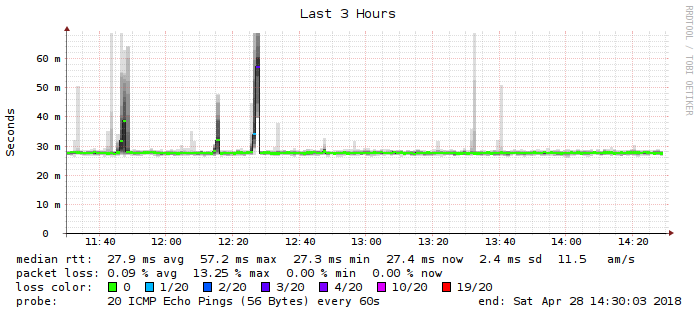 Last 3 Hours
RRDTOOL / TOBI OETIKER
Seconds
60 m
50 m
40 m
30 m
20 m
10 m
0
11:40 12:00 12:20 12:40 13:00 13:20 13:40 14:00 14:20
median rtt: 27.9 ms avg 57.2 ms max 27.3 ms min 27.4 ms now 2.4 ms sd 11.5 am/s
packet loss: 0.09 % avg 13.25 % max 0.00 % min 0.00 % now
loss color: 0 1/20 2/20 3/20 4/20 10/20 19/20
probe: 20 ICMP Echo Pings (56 Bytes) every 60s end: Sat Apr 28 14:30:03 2018